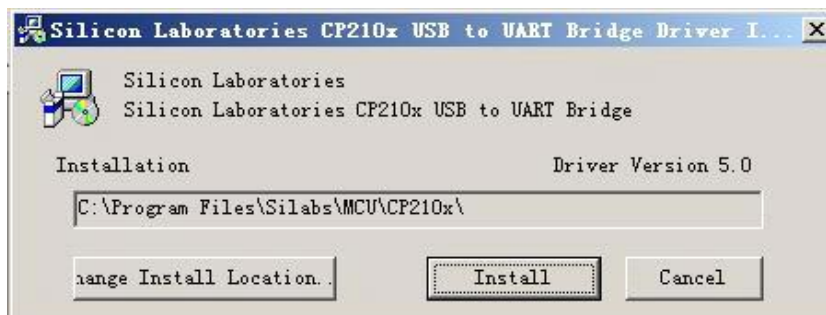 Silicon Laboratories CP210x USB to UART Bridge Driver I...
Silicon Laboratories
Silicon Laboratories CP210x USB to UART Bridge
Installation Driver Version 5.0
C:\Program Files\Silabs\MCU\CP210x\
hange Install Location.. Install Cancel